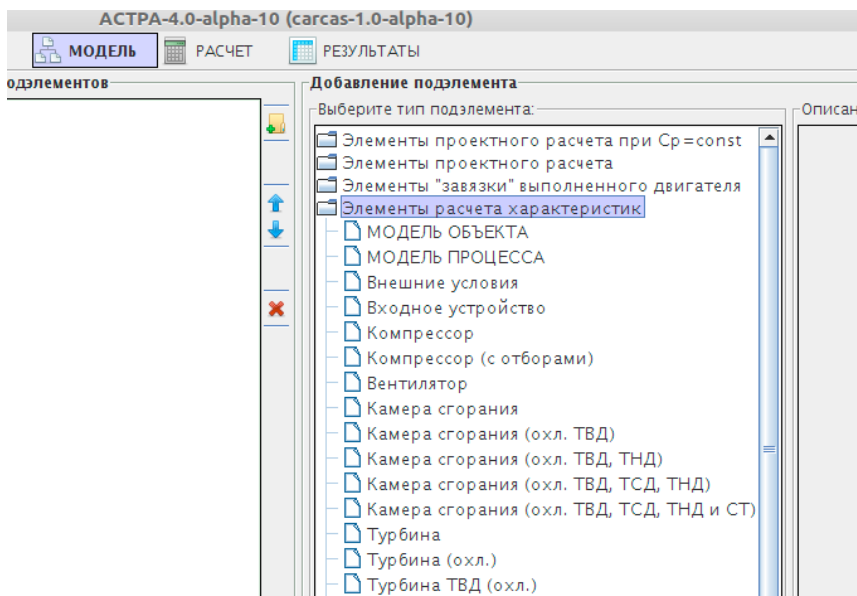 АСТРА-4.0-alpha-10 (carcas-1.0-alpha-10)
МОДЕЛЬ РАСЧЕТ РЕЗУЛЬТАТЫ
одэлементов
Добавление подэлемента
Выберите тип подэлемента:
Описан
Элементы проектного расчета при Cp=const
Элементы проектного расчета
Элементы "завязки" выполненного двигателя
Элементы расчета характеристик
МОДЕЛЬ ОБЪЕКТА
МОДЕЛЬ ПРОЦЕССА
Внешние условия
Входное устройство
Компрессор
Компрессор (с отборами)
Вентилятор
Камера сгорания
Камера сгорания (охл. ТВД)
Камера сгорания (охл. ТВД, ТНД)
Камера сгорания (охл. ТВД, ТСД, ТНД)
Камера сгорания (охл. ТВД, ТСД, ТНД и СТ)
Турбина
Турбина (охл.)
Турбина ТВД (охл.)